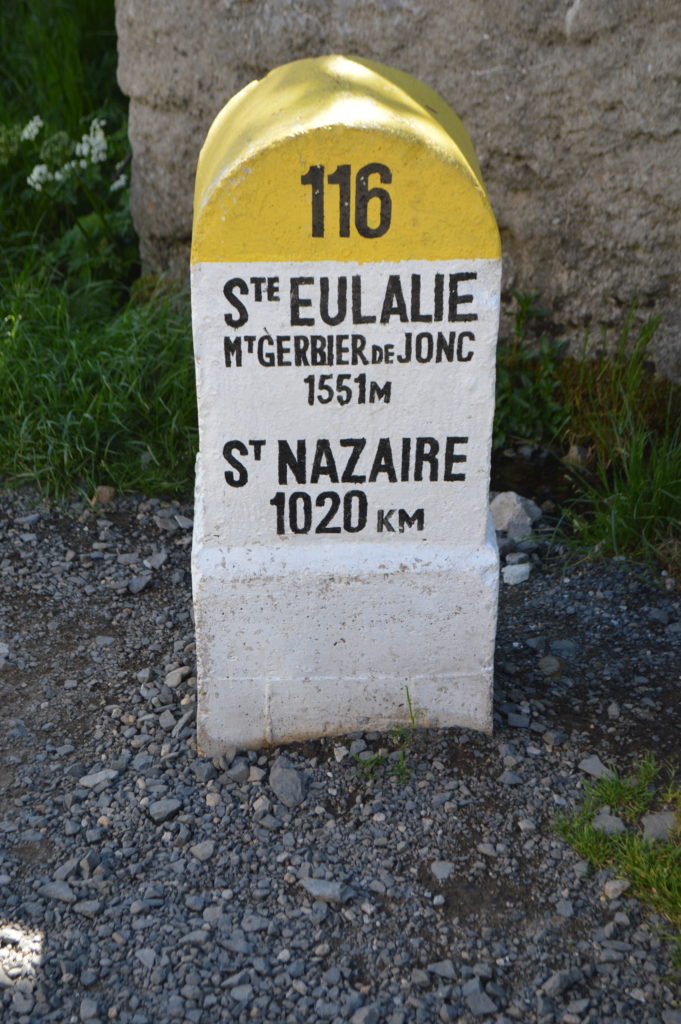 116
STE EULALIE
MT GERBIER DE JONC
1551M
ST NAZAIRE
1020 KM